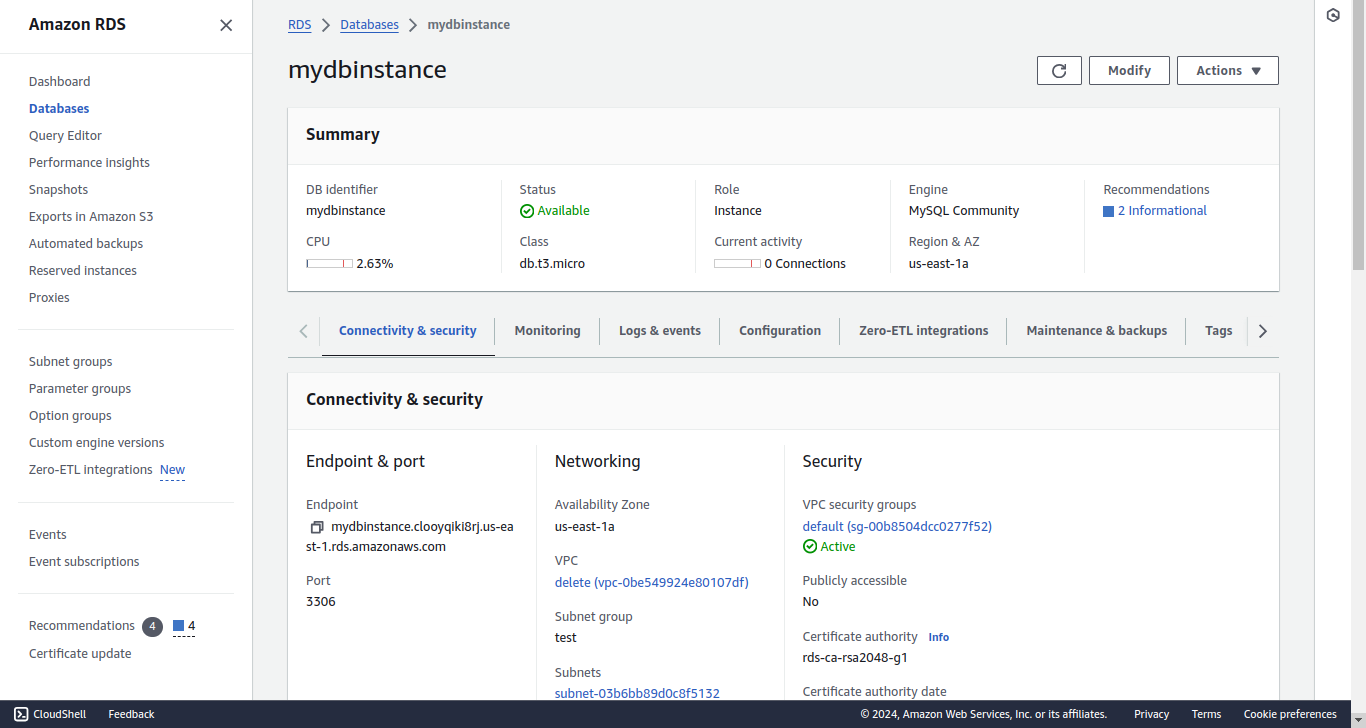 Amazon RDS
Dashboard
Databases
Query Editor
Performance insights
Snapshots
Exports in Amazon S3
Automated backups
Reserved instances
Proxies
Subnet groups
Parameter groups
Option groups
Custom engine versions
Zero-ETL integrations New
Events
Event subscriptions
Recommendations 4 4
Certificate update
RDS Databases mydbinstance
mydbinstance
Modify
Actions
Summary
DB identifier
mydbinstance
CPU
2.63%
Status
Available
Class
db.t3.micro
Role
Instance
Current activity
0 Connections
Engine
MySQL Community
Region & AZ
us-east-1a
Recommendations
2 Informational
Connectivity & security
Monitoring
Logs & events
Configuration
Zero-ETL integrations
Maintenance & backups
Tags
Connectivity & security
Endpoint & port
Endpoint
mydbinstance.clooyqiki8rj.us-ea
st-1.rds.amazonaws.com
Port
3306
Networking
Availability Zone
us-east-1a
VPC
delete (vpc-0be549924e80107df)
Subnet group
test
Subnets
subnet-03b6bb89d0c8f5132
Security
VPC security groups
default (sg-00b8504dcc0277f52)
Active
Publicly accessible
No
Certificate authority Info
rds-ca-rsa2048-g1
Certificate authority date
CloudShell
Feedback
© 2024, Amazon Web Services, Inc. or its affiliates.
Privacy
Terms
Cookie preferences